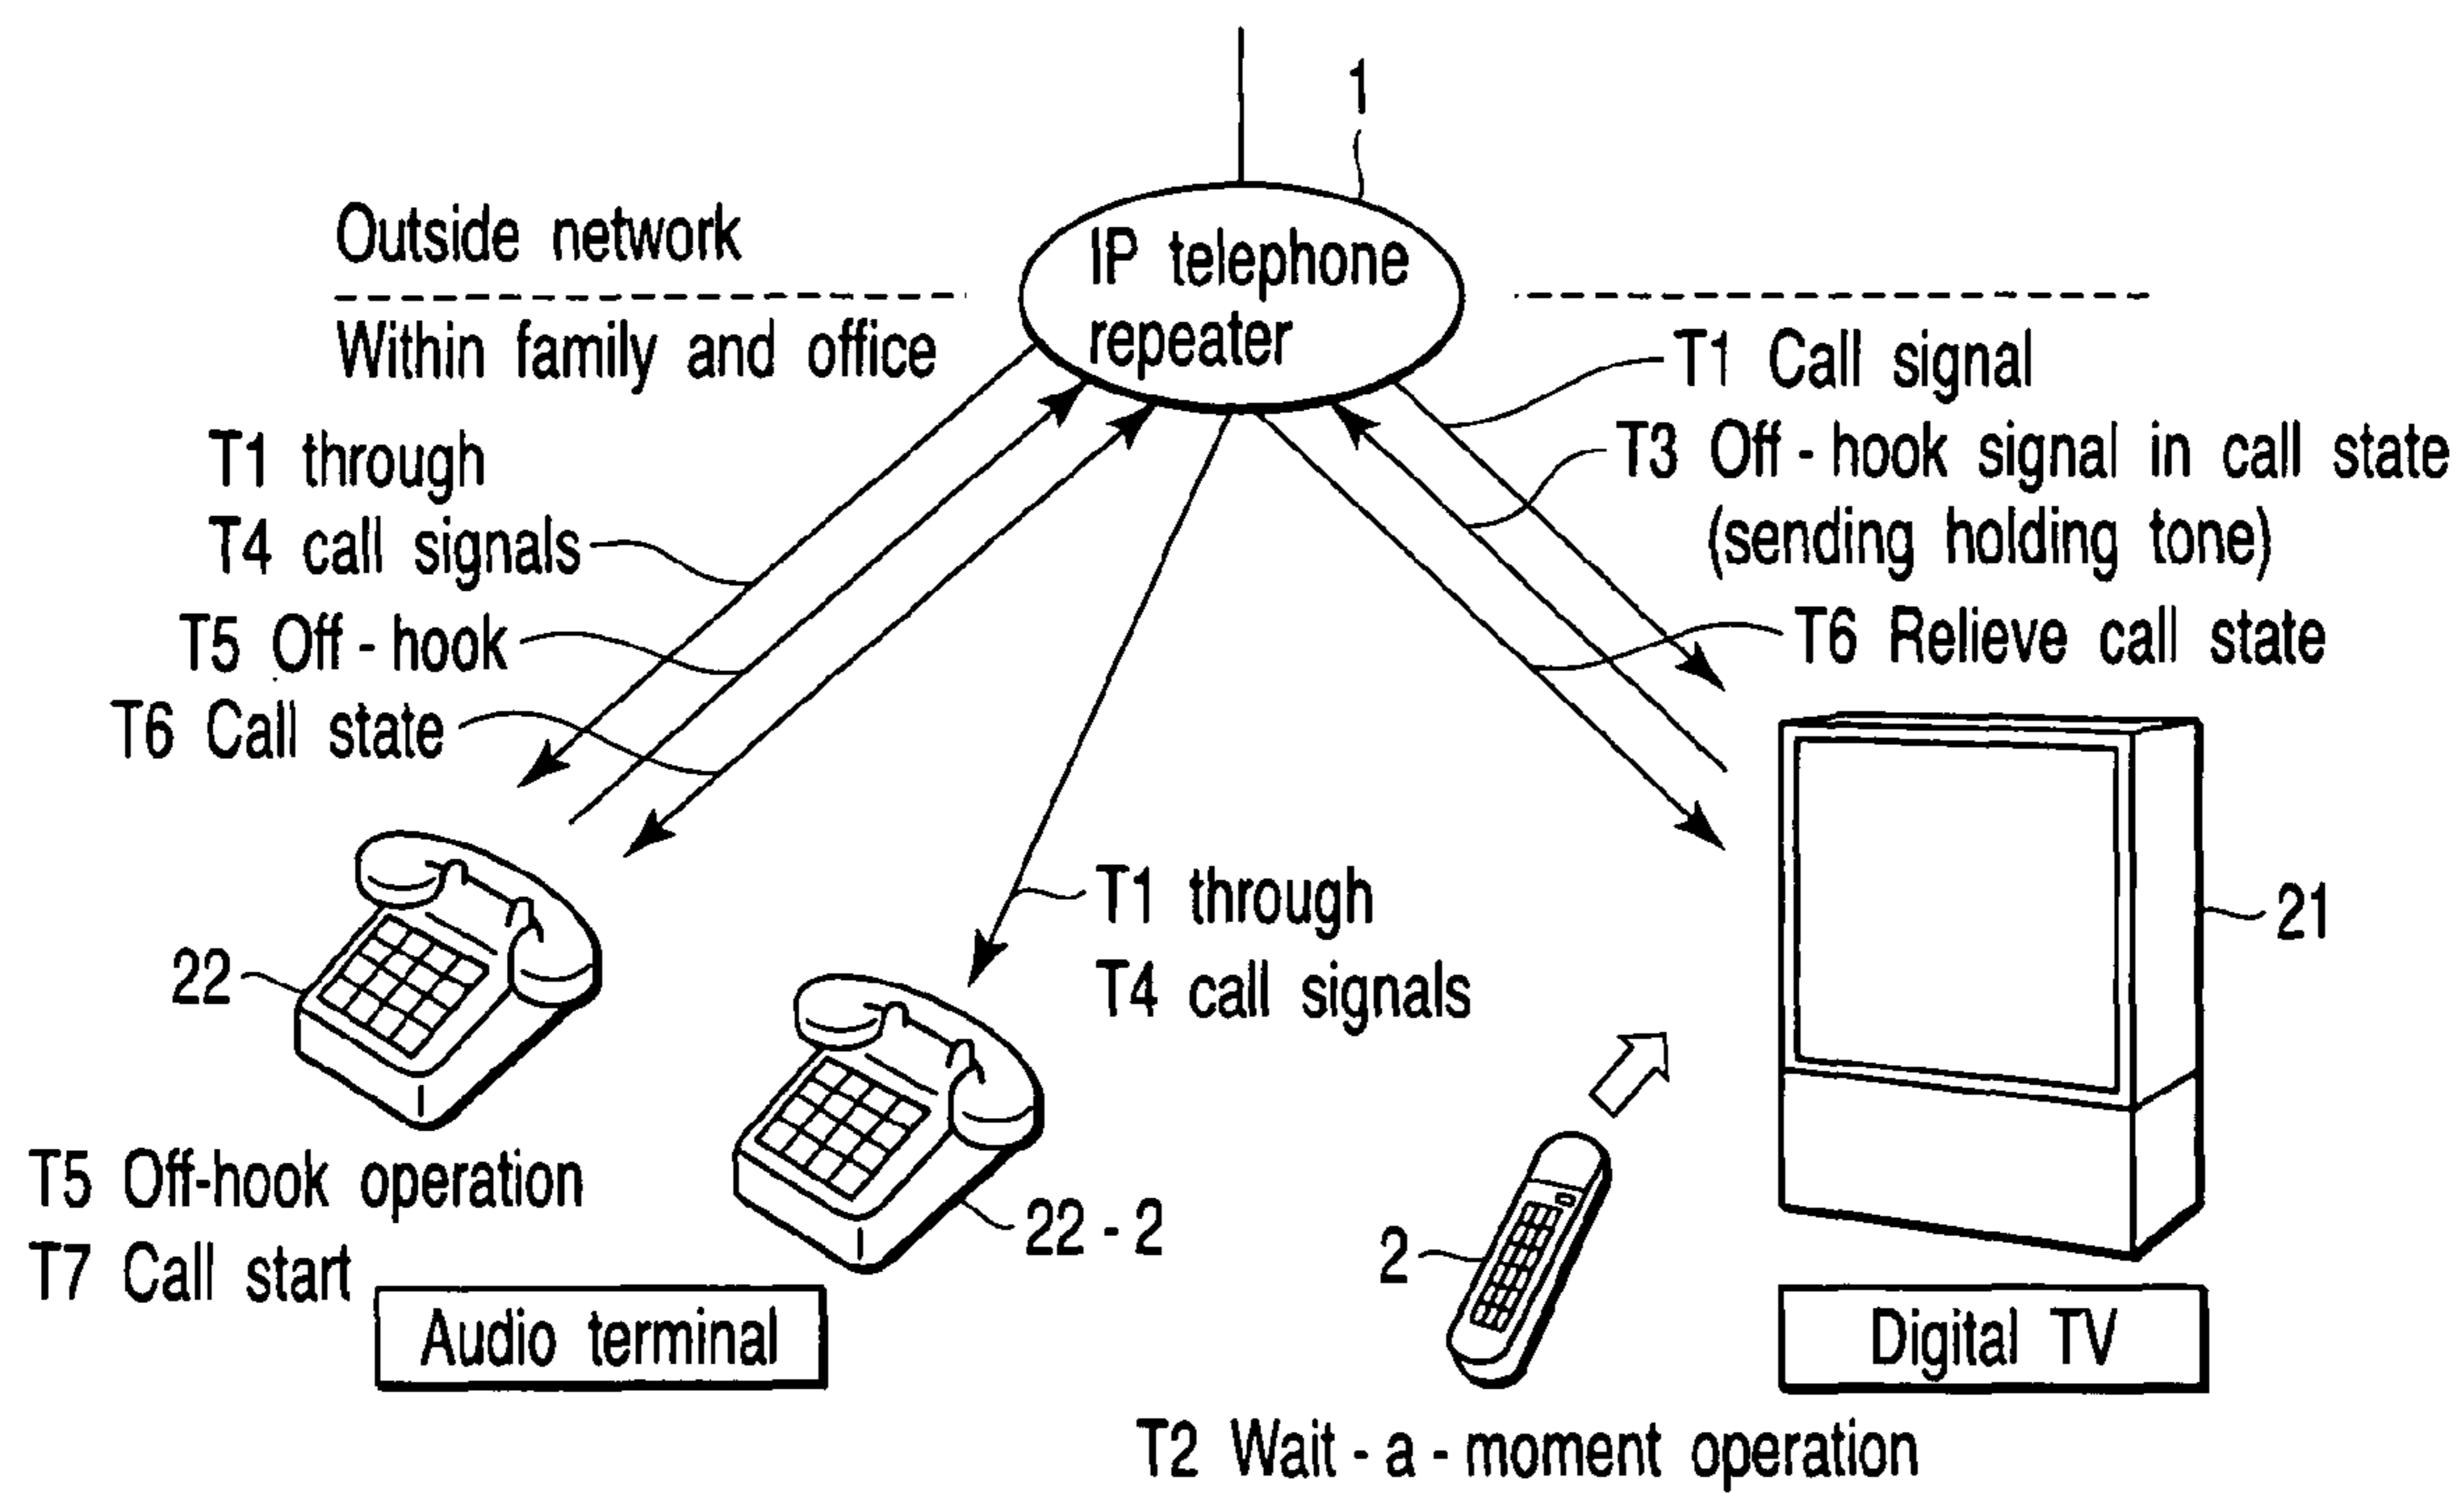 1
IP telephone
repeater
Outside network
Within family and office
T1 Call signal
T3 Off - hook signal in call state
(sending holding tone)
T6 Relieve call state
T1 through
T4 call signals
T5 Off - hook
T6 Call state
T1 through
T4 call signals
21
22
22 - 2
2
T5 Off-hook operation
T7 Call start
Audio terminal
Digital TV
T2 Wait - a - moment operation